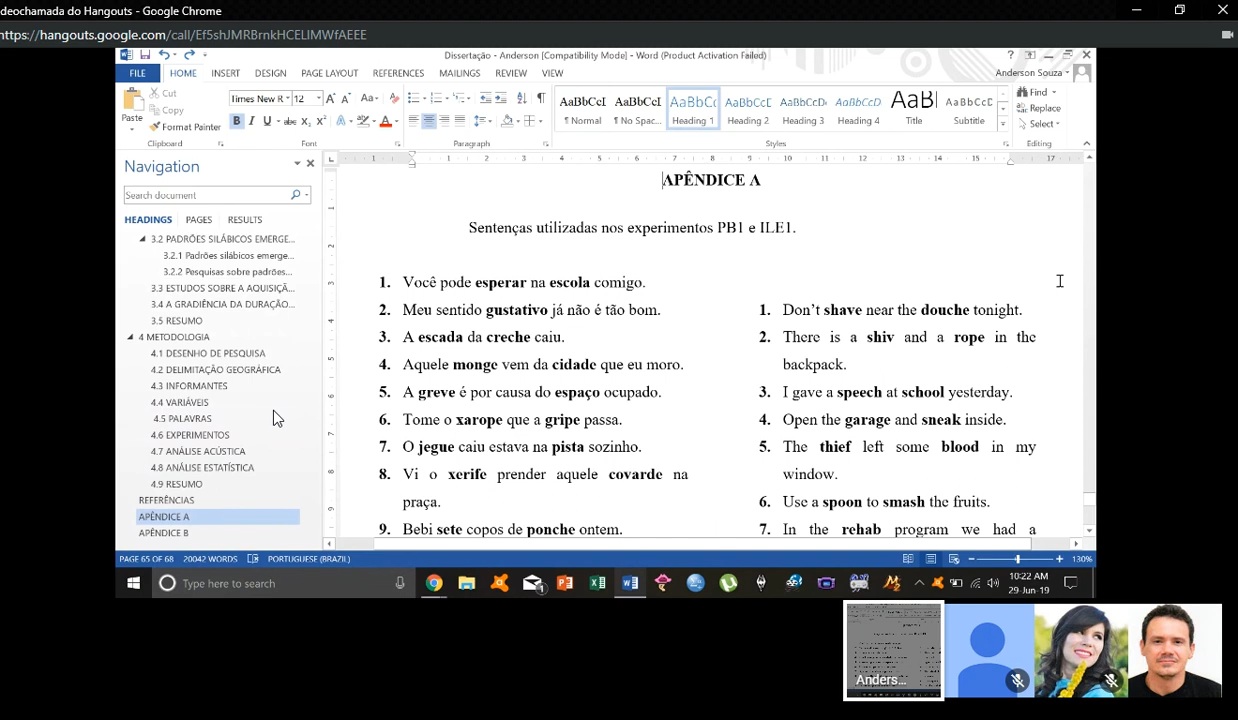 deochamada do Hangouts - Google Chrome
https://hangouts.google.com/call/Ef5shJMRBrnkHCELIMWfAEEE
Dissertação - Anderson [Compatibility Mode] - Word (Product Activation Failed)
FILE HOME INSERT DESIGN PAGE LAYOUT REFERENCES MAILINGS REVIEW VIEW Anderson Souza
Paste Cut Copy Format Painter
Times New R 12
AaBbCcI AaBbCcI AaBbCc AaBbCcD AaBbCcI AaBbCcI AaBb AaBbCcD
¶ Normal ¶ No Spac... Heading 1 Heading 2 Heading 3 Heading 4 Title Subtitle
Find Replace Select
Clipboard Font Paragraph Styles Editing
Navigation
Search document
HEADINGS PAGES RESULTS
3.2 PADRÕES SILÁBICOS EMERGE...
3.2.1 Padrões silábicos emerge...
3.2.2 Pesquisas sobre padrões...
3.3 ESTUDOS SOBRE A AQUISIÇÃ...
3.4 A GRADIÊNCIA DA DURAÇÃO...
3.5 RESUMO
4 METODOLOGIA
4.1 DESENHO DE PESQUISA
4.2 DELIMITAÇÃO GEOGRÁFICA
4.3 INFORMANTES
4.4 VARIÁVEIS
4.5 PALAVRAS
4.6 EXPERIMENTOS
4.7 ANÁLISE ACÚSTICA
4.8 ANÁLISE ESTATÍSTICA
4.9 RESUMO
REFERÊNCIAS
APÊNDICE A
APÊNDICE B
APÊNDICE A
Sentenças utilizadas nos experimentos PB1 e ILE1.
1. Você pode esperar na escola comigo.
2. Meu sentido gustativo já não é tão bom.
3. A escada da creche caiu.
4. Aquele monge vem da cidade que eu moro.
5. A greve é por causa do espaço ocupado.
6. Tome o xarope que a gripe passa.
7. O jegue caiu estava na pista sozinho.
8. Vi o xerife prender aquele covarde na
praça.
9. Bebi sete copos de ponche ontem.
1. Don't shave near the douche tonight.
2. There is a shiv and a rope in the
backpack.
3. I gave a speech at school yesterday.
4. Open the garage and sneak inside.
5. The thief left some blood in my
window.
6. Use a spoon to smash the fruits.
7. In the rehab program we had a
PAGE 65 OF 68 20042 WORDS PORTUGUESE (BRAZIL) 130%
Type here to search
10:22 AM
29-Jun-19
Anders...